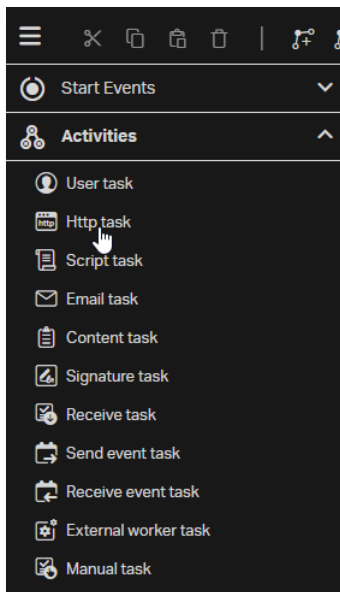 Start Events
Activities
User task
http Http task
Script task
Email task
Content task
Signature task
Receive task
Send event task
Receive event task
External worker task
Manual task